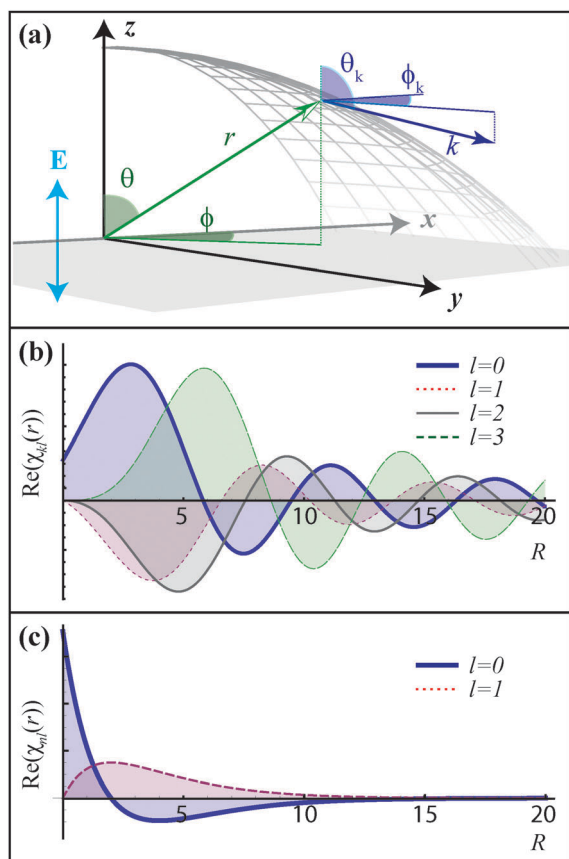 (a)
z
θk
ϕk
r
k
E
θ
ϕ
x
y
(b)
l=0
l=1
l=2
l=3
Re(χkl(r))
5 10 15 20
R
(c)
l=0
l=1
Re(χnl(r))
5 10 15 20
R